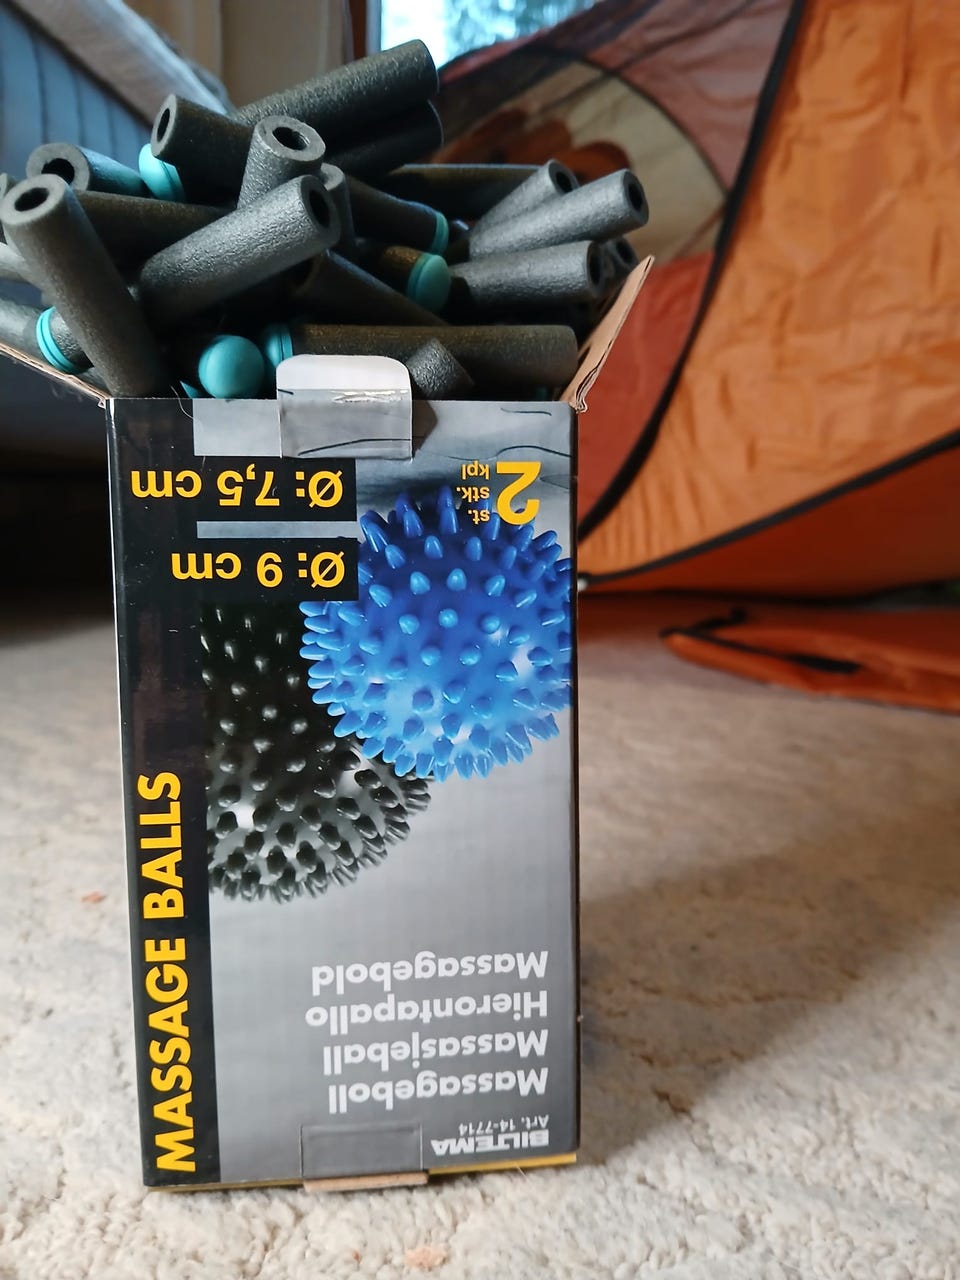 BILTEMA
Art. 14-7714
Massageboll
Massasjeball
Hierontapallo
Massagebold
MASSAGE BALLS
Ø: 9 cm
Ø: 7,5 cm
2 st.
stk.
kpl